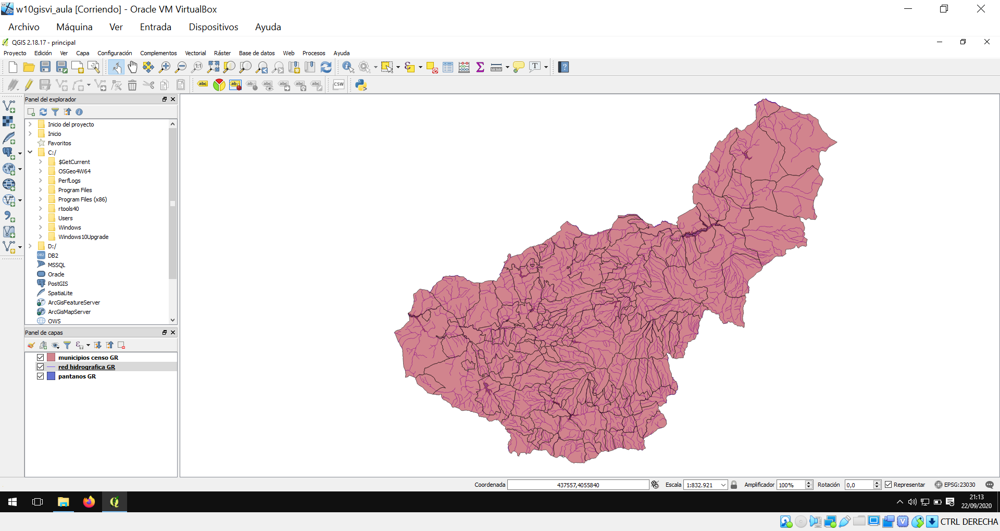 w10gisvi_aula [Corriendo] - Oracle VM VirtualBox
Archivo Máquina Ver Entrada Dispositivos Ayuda
QGIS 2.18.17 - principal
Proyecto Edición Ver Capa Configuración Complementos Vectorial Ráster Base de datos Web Procesos Ayuda
Panel del explorador
Inicio del proyecto
Inicio
Favoritos
C:/
$GetCurrent
OSGeo4W64
PerfLogs
Program Files
Program Files (x86)
rtools40
Users
Windows
Windows10Upgrade
D:/
DB2
MSSQL
Oracle
PostGIS
SpatiaLite
ArcGisFeatureServer
ArcGisMapServer
OWS
Panel de capas
municipios censo GR
red hidrografica GR
pantanos GR
Coordenada 437557,4055840 Escala 1:832.921 Amplificador 100% Rotación 0,0 Representar EPSG:23030
21:13
22/09/2020
CTRL DERECHA